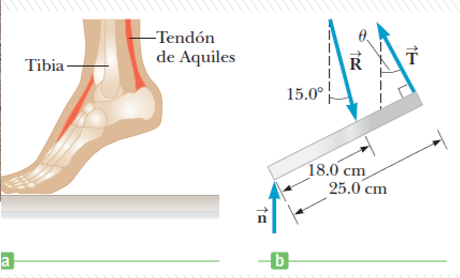 Tendón
de Aquiles
Tibia
a
θ
R
T
15.0°
18.0 cm
25.0 cm
n
b